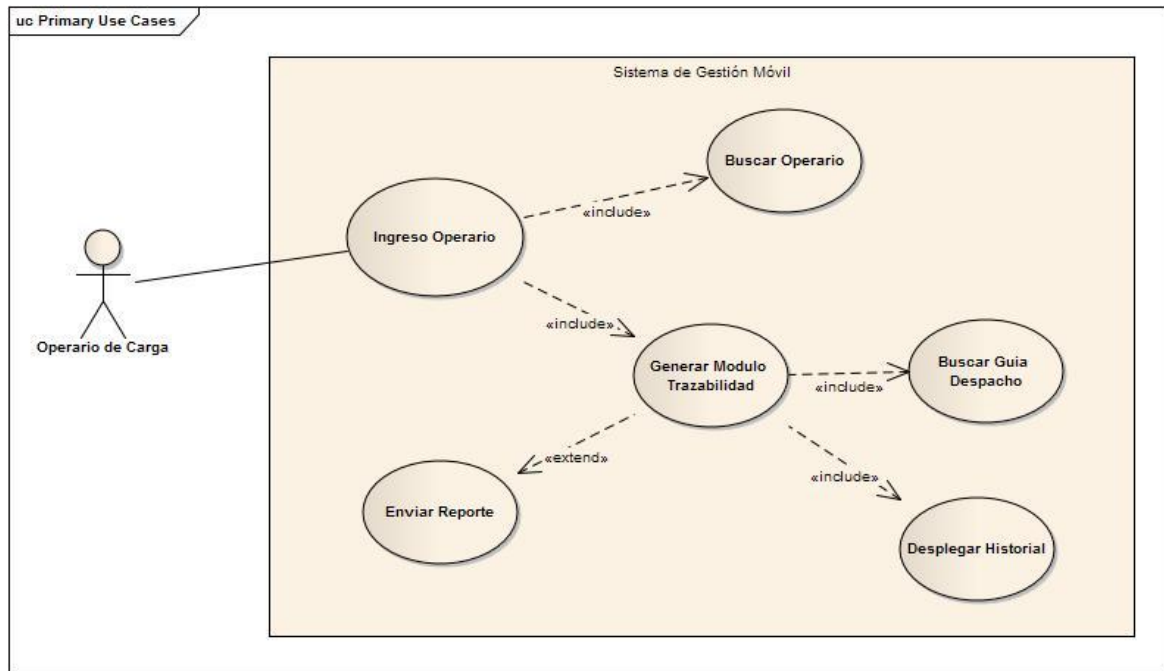 uc Primary Use Cases
Sistema de Gestión Móvil
Buscar Operario
«include»
Ingreso Operario
«include»
Operario de Carga
Generar Modulo
Trazabilidad
Buscar Guia
Despacho
«include»
«extend»
«include»
Enviar Reporte
Desplegar Historial